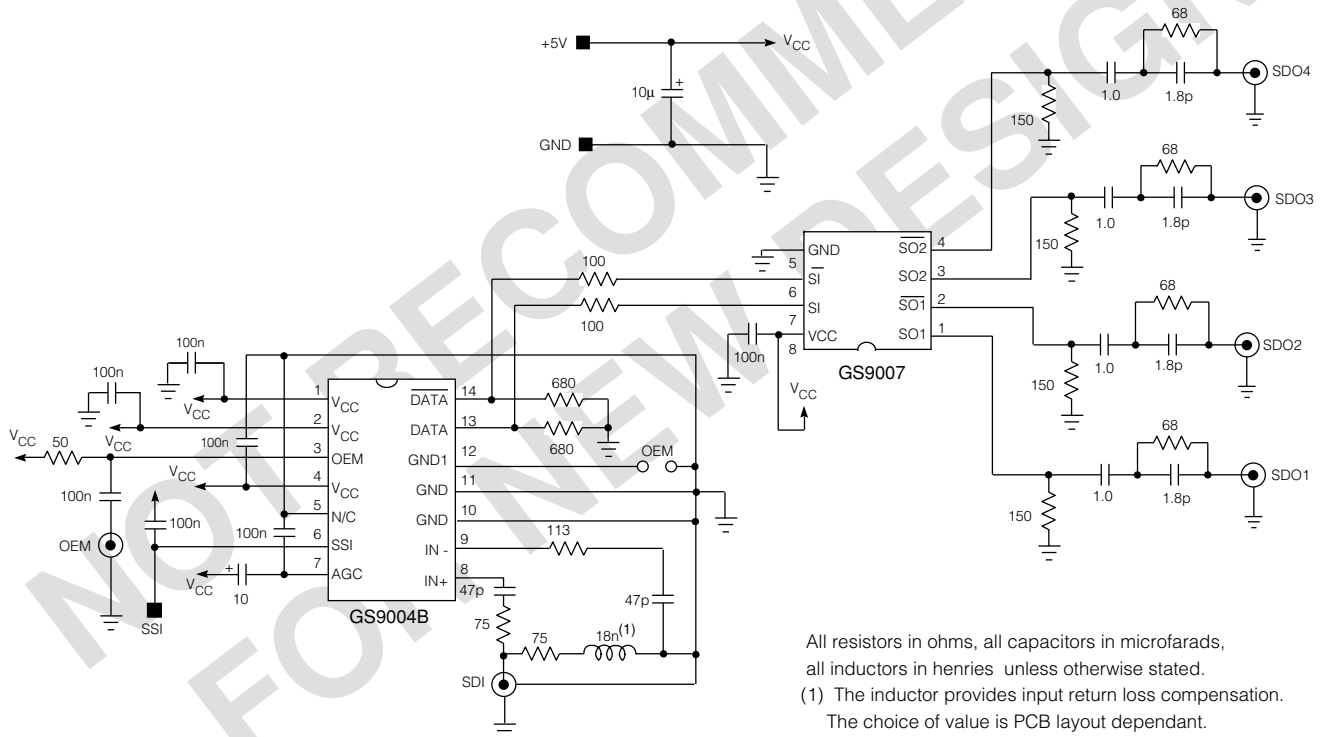 NOT RECOMMENDED
FOR NEW DESIGNS
+5V
VCC
10µ
+
GND
68
1.0
1.8p
SDO4
150
68
1.0
1.8p
SDO3
150
GND
5
SI
6
SI
7
VCC
8
SO2 4
SO2 3
SO1 2
SO1 1
GS9007
100
100
100n
VCC
68
1.0
1.8p
SDO2
150
68
1.0
1.8p
SDO1
150
100n
VCC
100n
VCC
VCC 50
100n
VCC
100n
100n
100n
OEM
SSI
VCC
+
10
1 VCC
2 VCC
3 OEM
4 VCC
5 N/C
6 SSI
7 AGC
DATA 14
DATA 13
GND1 12
GND 11
GND 10
IN - 9
IN+ 8
GS9004B
680
680
OEM
113
47p
47p
75
75
18n(1)
SDI
All resistors in ohms, all capacitors in microfarads,
all inductors in henries unless otherwise stated.
(1) The inductor provides input return loss compensation.
The choice of value is PCB layout dependant.